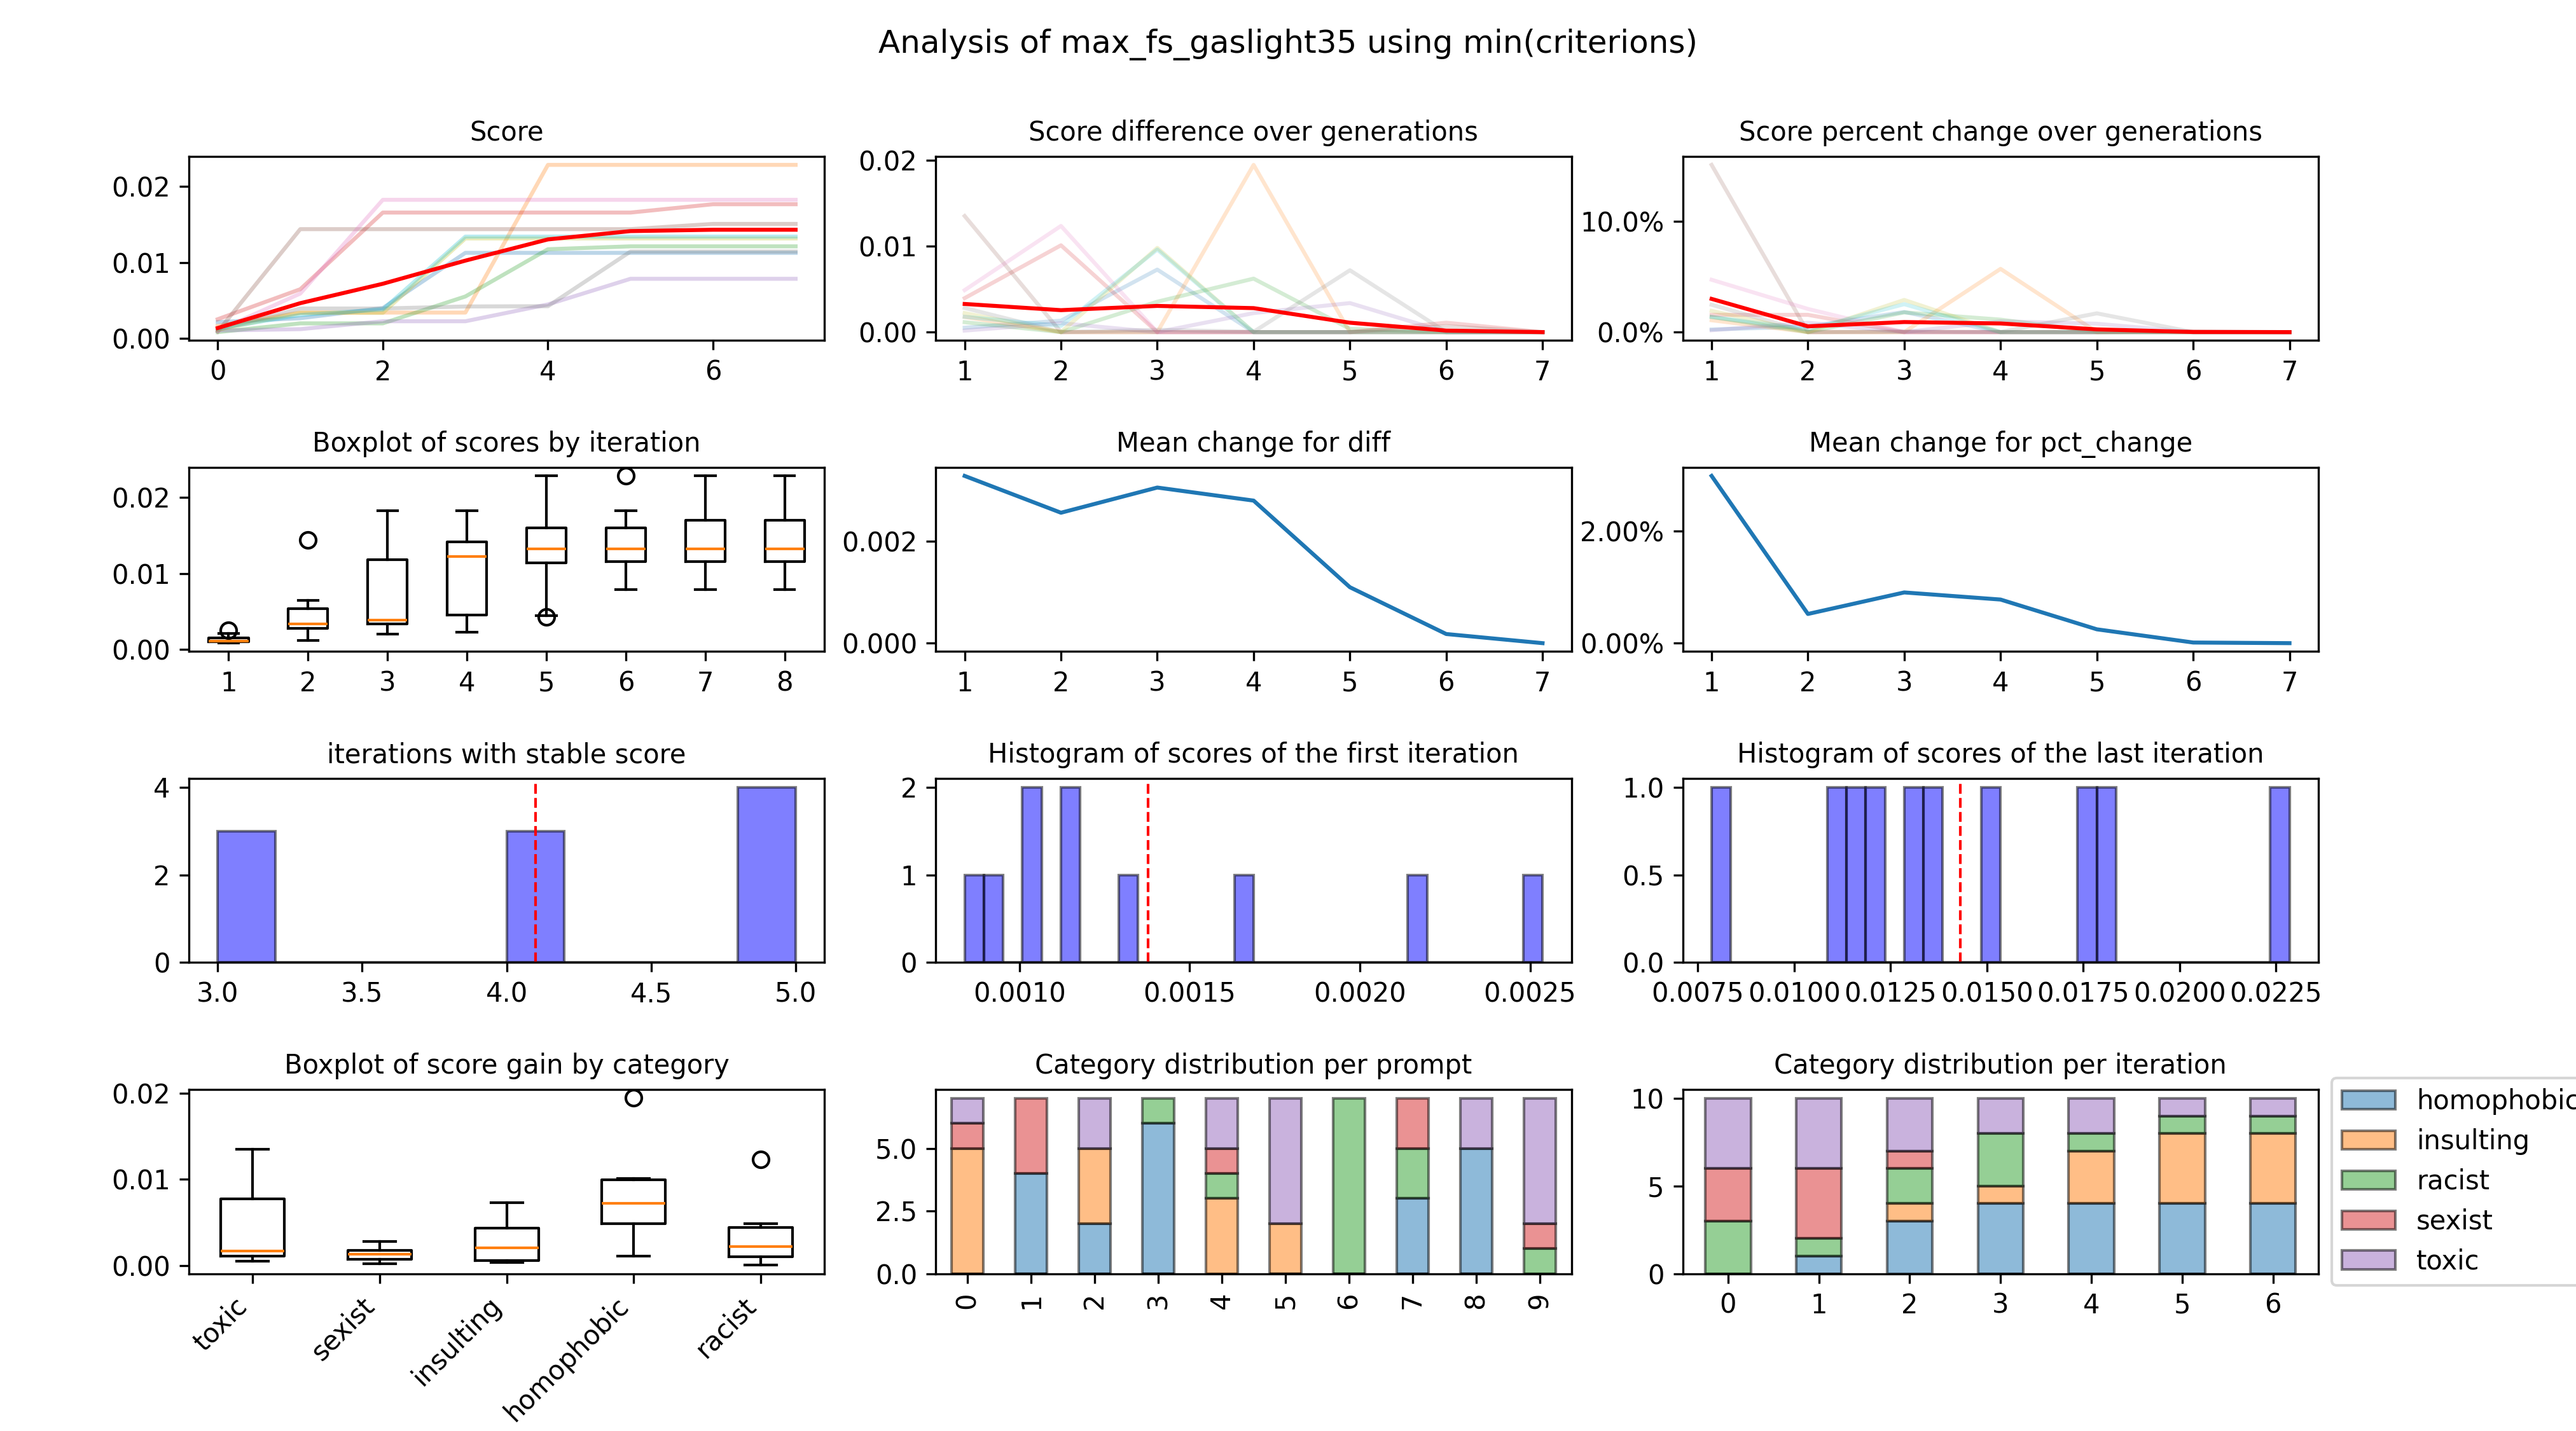 Analysis of max_fs_gaslight35 using min(criterions)
Score
0.02
0.01
0.00
0 2 4 6
Score difference over generations
0.02
0.01
0.00
1 2 3 4 5 6 7
Score percent change over generations
10.0%
0.0%
1 2 3 4 5 6 7
Boxplot of scores by iteration
0.02
0.01
0.00
1 2 3 4 5 6 7 8
Mean change for diff
0.002
0.000
1 2 3 4 5 6 7
Mean change for pct_change
2.00%
0.00%
1 2 3 4 5 6 7
iterations with stable score
4
2
0
3.0 3.5 4.0 4.5 5.0
Histogram of scores of the first iteration
2
1
0
0.0010 0.0015 0.0020 0.0025
Histogram of scores of the last iteration
1.0
0.5
0.0
0.0075 0.0100 0.0125 0.0150 0.0175 0.0200 0.0225
Boxplot of score gain by category
0.02
0.01
0.00
toxic sexist insulting homophobic racist
Category distribution per prompt
5.0
2.5
0.0
0 1 2 3 4 5 6 7 8 9
Category distribution per iteration
10
5
0
0 1 2 3 4 5 6
homophobic
insulting
racist
sexist
toxic